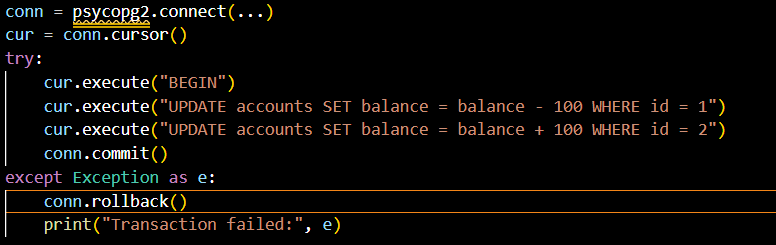 conn = psycopg2.connect(...)
cur = conn.cursor()
try:
    cur.execute("BEGIN")
    cur.execute("UPDATE accounts SET balance = balance - 100 WHERE id = 1")
    cur.execute("UPDATE accounts SET balance = balance + 100 WHERE id = 2")
    conn.commit()
except Exception as e:
    conn.rollback()
    print("Transaction failed:", e)